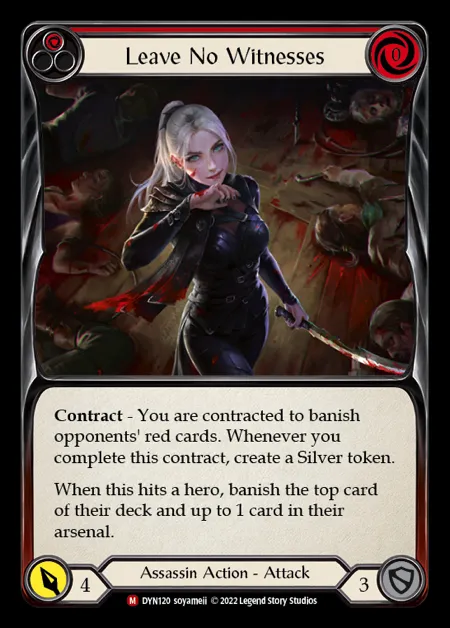 Leave No Witnesses
0
Contract - You are contracted to banish
opponents' red cards. Whenever you
complete this contract, create a Silver token.
When this hits a hero, banish the top card
of their deck and up to 1 card in their
arsenal.
4
Assassin Action - Attack
3
M DYN120 soyameii © 2022 Legend Story Studios